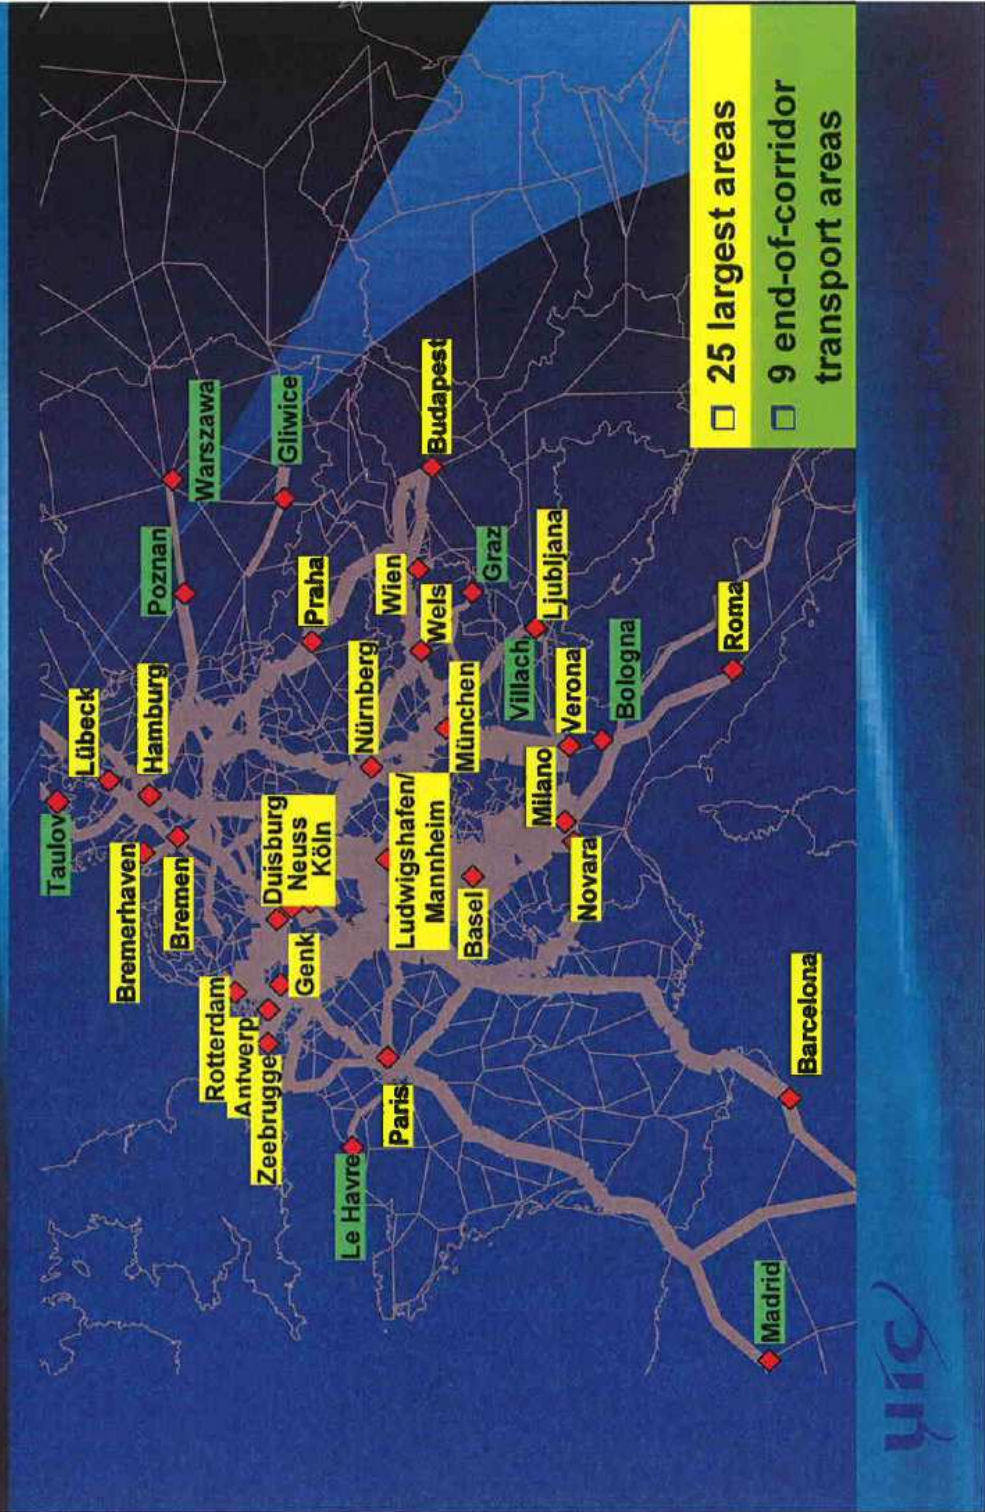 Taulov
Lübeck
Hamburg
Bremerhaven
Bremen
Poznan
Warszawa
Gliwice
Rotterdam
Antwerp
Zeebrugge
Genk
Duisburg
Neuss
Köln
Praha
Nürnberg
Le Havre
Paris
Ludwigshafen/
Mannheim
Wien
Budapest
Wels
München
Basel
Graz
Villach
Ljubljana
Milano
Verona
Novara
Bologna
Roma
Barcelona
Madrid
25 largest areas
9 end-of-corridor
transport areas
uic